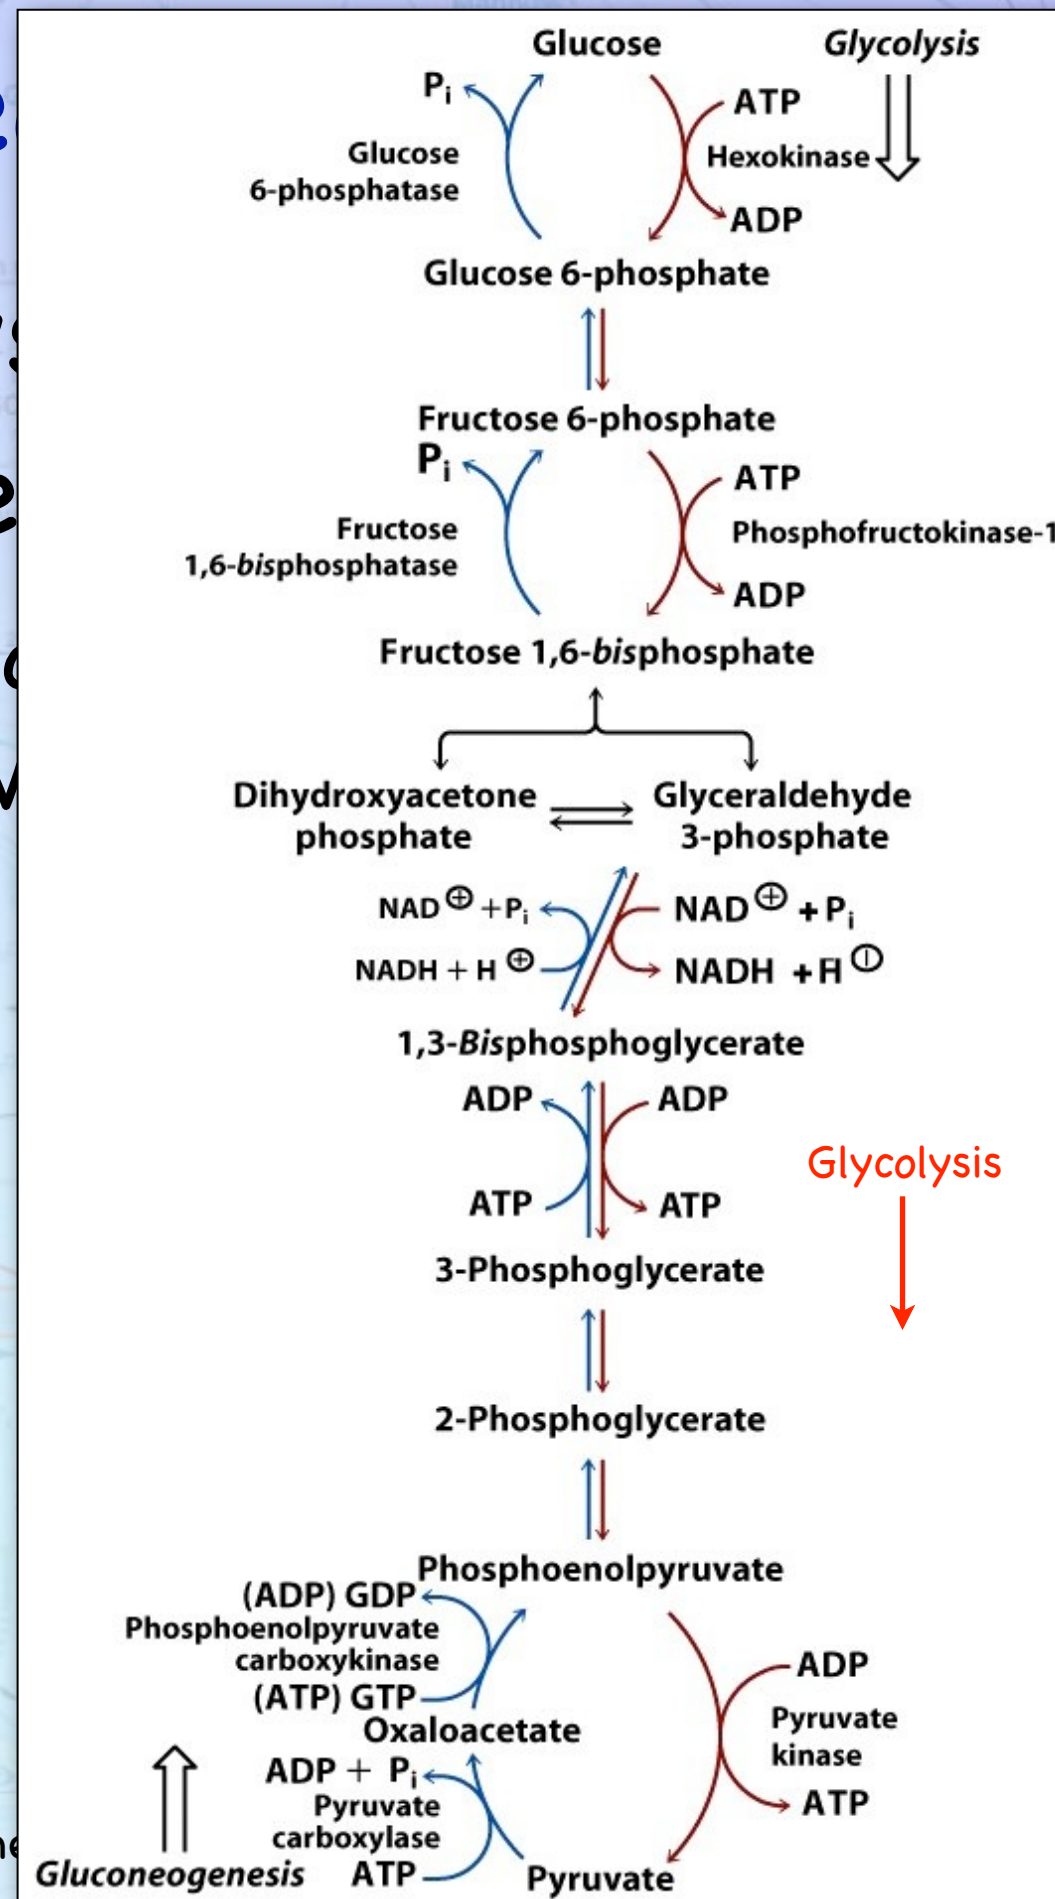 Glucose
Glycolysis
Pi
ATP
Glucose
6-phosphatase
Hexokinase
ADP
Glucose 6-phosphate
Fructose 6-phosphate
Pi
ATP
Fructose
1,6-bisphosphatase
Phosphofructokinase-1
ADP
Fructose 1,6-bisphosphate
Dihydroxyacetone
phosphate
Glyceraldehyde
3-phosphate
NAD⊕ +Pi
NAD⊕ + Pi
NADH + H⊕
NADH + H
1,3-Bisphosphoglycerate
ADP
ADP
ATP
ATP
Glycolysis
3-Phosphoglycerate
2-Phosphoglycerate
Phosphoenolpyruvate
(ADP) GDP
Phosphoenolpyruvate
carboxykinase
(ATP) GTP
ADP
Pyruvate
kinase
ATP
Oxaloacetate
ADP + Pi
Pyruvate
carboxylase
ATP
Gluconeogenesis
Pyruvate